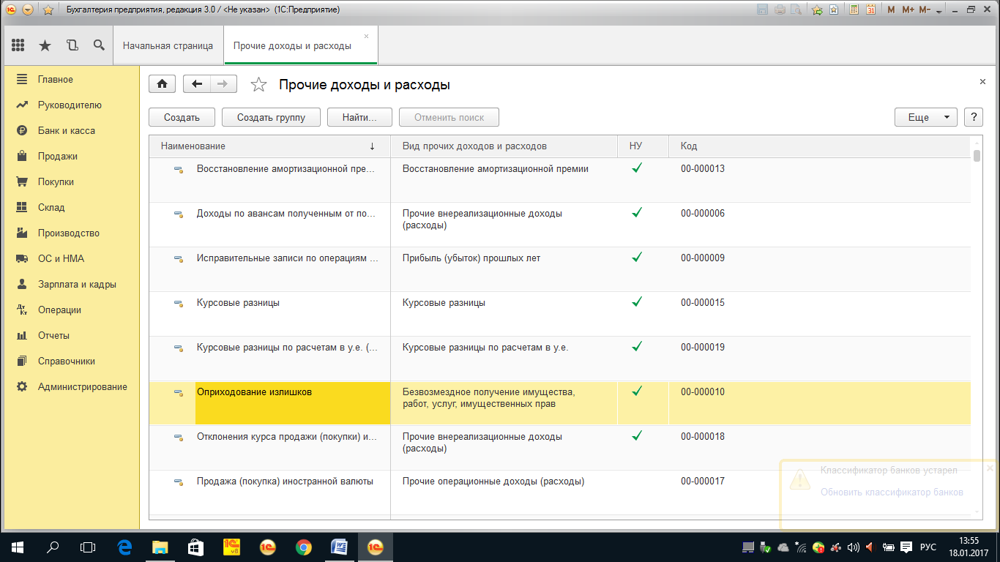 Бухгалтерия предприятия, редакция 3.0 / <Не указан> (1С:Предприятие)
M M+ M-
Начальная страница
Прочие доходы и расходы
Главное
Руководителю
Банк и касса
Продажи
Покупки
Склад
Производство
ОС и НМА
Зарплата и кадры
Дт Кт
Операции
Отчеты
Справочники
Администрирование
Прочие доходы и расходы
Создать
Создать группу
Найти...
Отменить поиск
Еще
?
Наименование ↓ Вид прочих доходов и расходов НУ Код
Восстановление амортизационной пре... Восстановление амортизационной премии 00-000013
Доходы по авансам полученным от по... Прочие внереализационные доходы 00-000006
(расходы)
Исправительные записи по операциям ... Прибыль (убыток) прошлых лет 00-000009
Курсовые разницы Курсовые разницы 00-000015
Курсовые разницы по расчетам в у.е. (... Курсовые разницы по расчетам в у.е. 00-000019
Оприходование излишков Безвозмездное получение имущества, 00-000010
работ, услуг, имущественных прав
Отклонения курса продажи (покупки) и... Прочие внереализационные доходы 00-000018
(расходы)
Продажа (покупка) иностранной валюты Прочие операционные доходы (расходы) 00-000017
Классификатор банков устарел
Обновить классификатор банков
РУС
13:55
18.01.2017